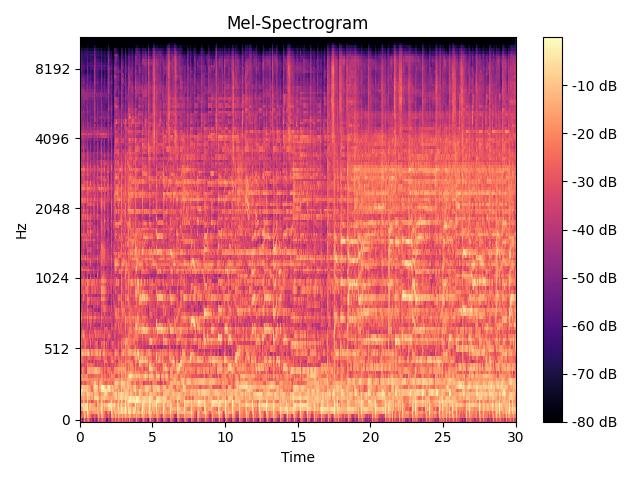 Mel-Spectrogram
Hz
8192
4096
2048
1024
512
0
0 5 10 15 20 25 30
Time
-10 dB
-20 dB
-30 dB
-40 dB
-50 dB
-60 dB
-70 dB
-80 dB